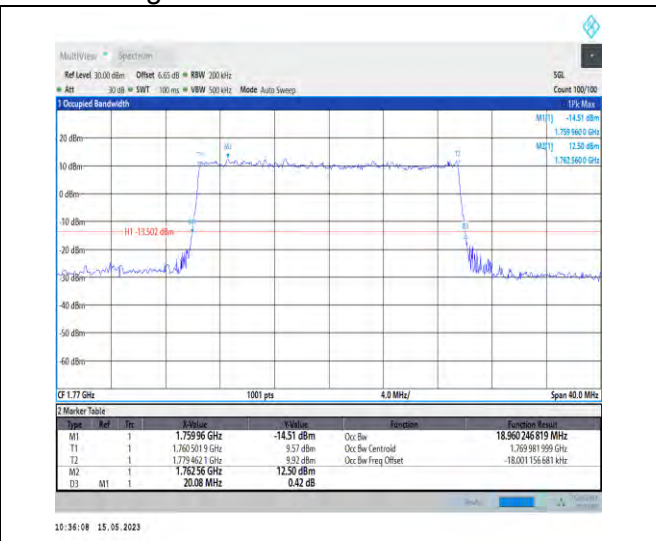 MultiView Spectrum
Ref Level 30.00 dBm Offset 6.65 dB RBW 200 kHz SGL
Att 30 dB SWT 100 ms VBW 500 kHz Mode Auto Sweep Count 100/100
1 Occupied Bandwidth 1Pk Max
M1[1] -14.51 dBm
1.759 960 0 GHz
M2[1] 12.50 dBm
1.762 560 0 GHz
20 dBm
M2
T2
10 dBm
0 dBm
-10 dBm
H1 -13.502 dBm
-20 dBm
-30 dBm
-40 dBm
-50 dBm
-60 dBm
CF 1.77 GHz 1001 pts 4.0 MHz/ Span 40.0 MHz
2 Marker Table
Type Ref Trc X-Value Y-Value Function Function Result
M1 1 1.759 96 GHz -14.51 dBm Occ Bw 18.960 246 819 MHz
T1 1 1.760 501 9 GHz 9.57 dBm Occ Bw Centroid 1.769 981 999 GHz
T2 1 1.779 462 1 GHz 9.92 dBm Occ Bw Freq Offset -18.001 156 681 kHz
M2 1 1.762 56 GHz 12.50 dBm
D3 M1 1 20.08 MHz 0.42 dB
10:36:08 15.05.2023